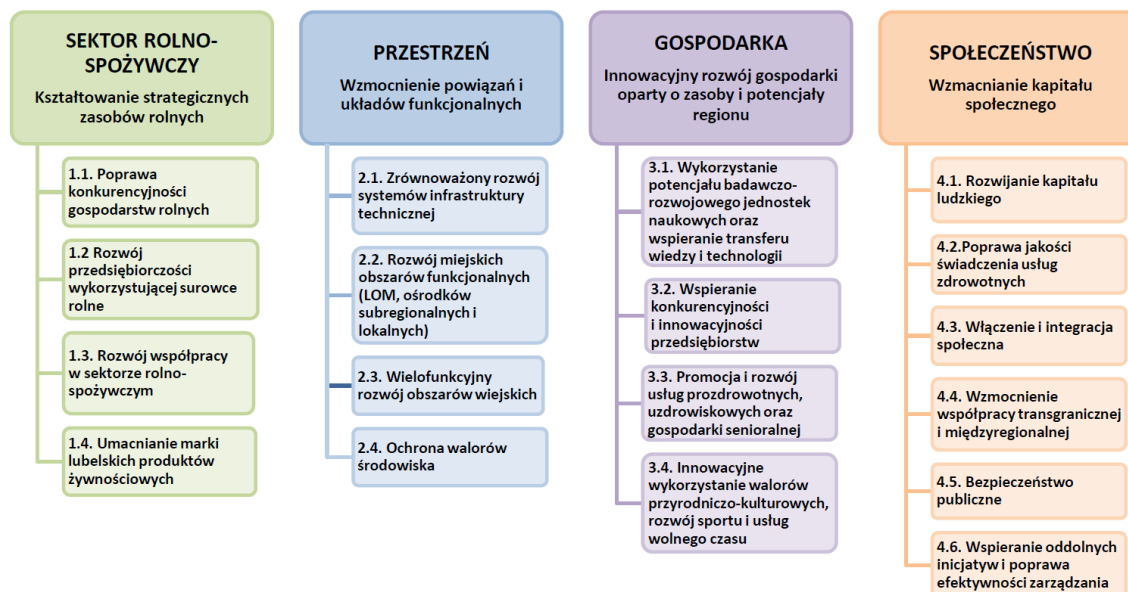 SEKTOR ROLNO-
SPOŻYWCZY
Kształtowanie strategicznych
zasobów rolnych
1.1. Poprawa
konkurencyjności
gospodarstw rolnych
1.2 Rozwój
przedsiębiorczości
wykorzystującej surowce
rolne
1.3. Rozwój współpracy
w sektorze rolno-
spożywczym
1.4. Umacnianie marki
lubelskich produktów
żywnościowych
PRZESTRZEŃ
Wzmocnienie powiązań i
układów funkcjonalnych
2.1. Zrównoważony rozwój
systemów infrastruktury
technicznej
2.2. Rozwój miejskich
obszarów funkcjonalnych
(LOM, ośrodków
subregionalnych i
lokalnych)
2.3. Wielofunkcyjny
rozwój obszarów wiejskich
2.4. Ochrona walorów
środowiska
GOSPODARKA
Innowacyjny rozwój gospodarki
oparty o zasoby i potencjały
regionu
3.1. Wykorzystanie
potencjału badawczo-
rozwojowego jednostek
naukowych oraz
wspieranie transferu
wiedzy i technologii
3.2. Wspieranie
konkurencyjności
i innowacyjności
przedsiębiorstw
3.3. Promocja i rozwój
usług prozdrowotnych,
uzdrowiskowych oraz
gospodarki senioralnej
3.4. Innowacyjne
wykorzystanie walorów
przyrodniczo-kulturowych,
rozwój sportu i usług
wolnego czasu
SPOŁECZEŃSTWO
Wzmacnianie kapitału
społecznego
4.1. Rozwijanie kapitału
ludzkiego
4.2.Poprawa jakości
świadczenia usług
zdrowotnych
4.3. Włączenie i integracja
społeczna
4.4. Wzmocnienie
współpracy transgranicznej
i międzyregionalnej
4.5. Bezpieczeństwo
publiczne
4.6. Wspieranie oddolnych
inicjatyw i poprawa
efektywności zarządzania